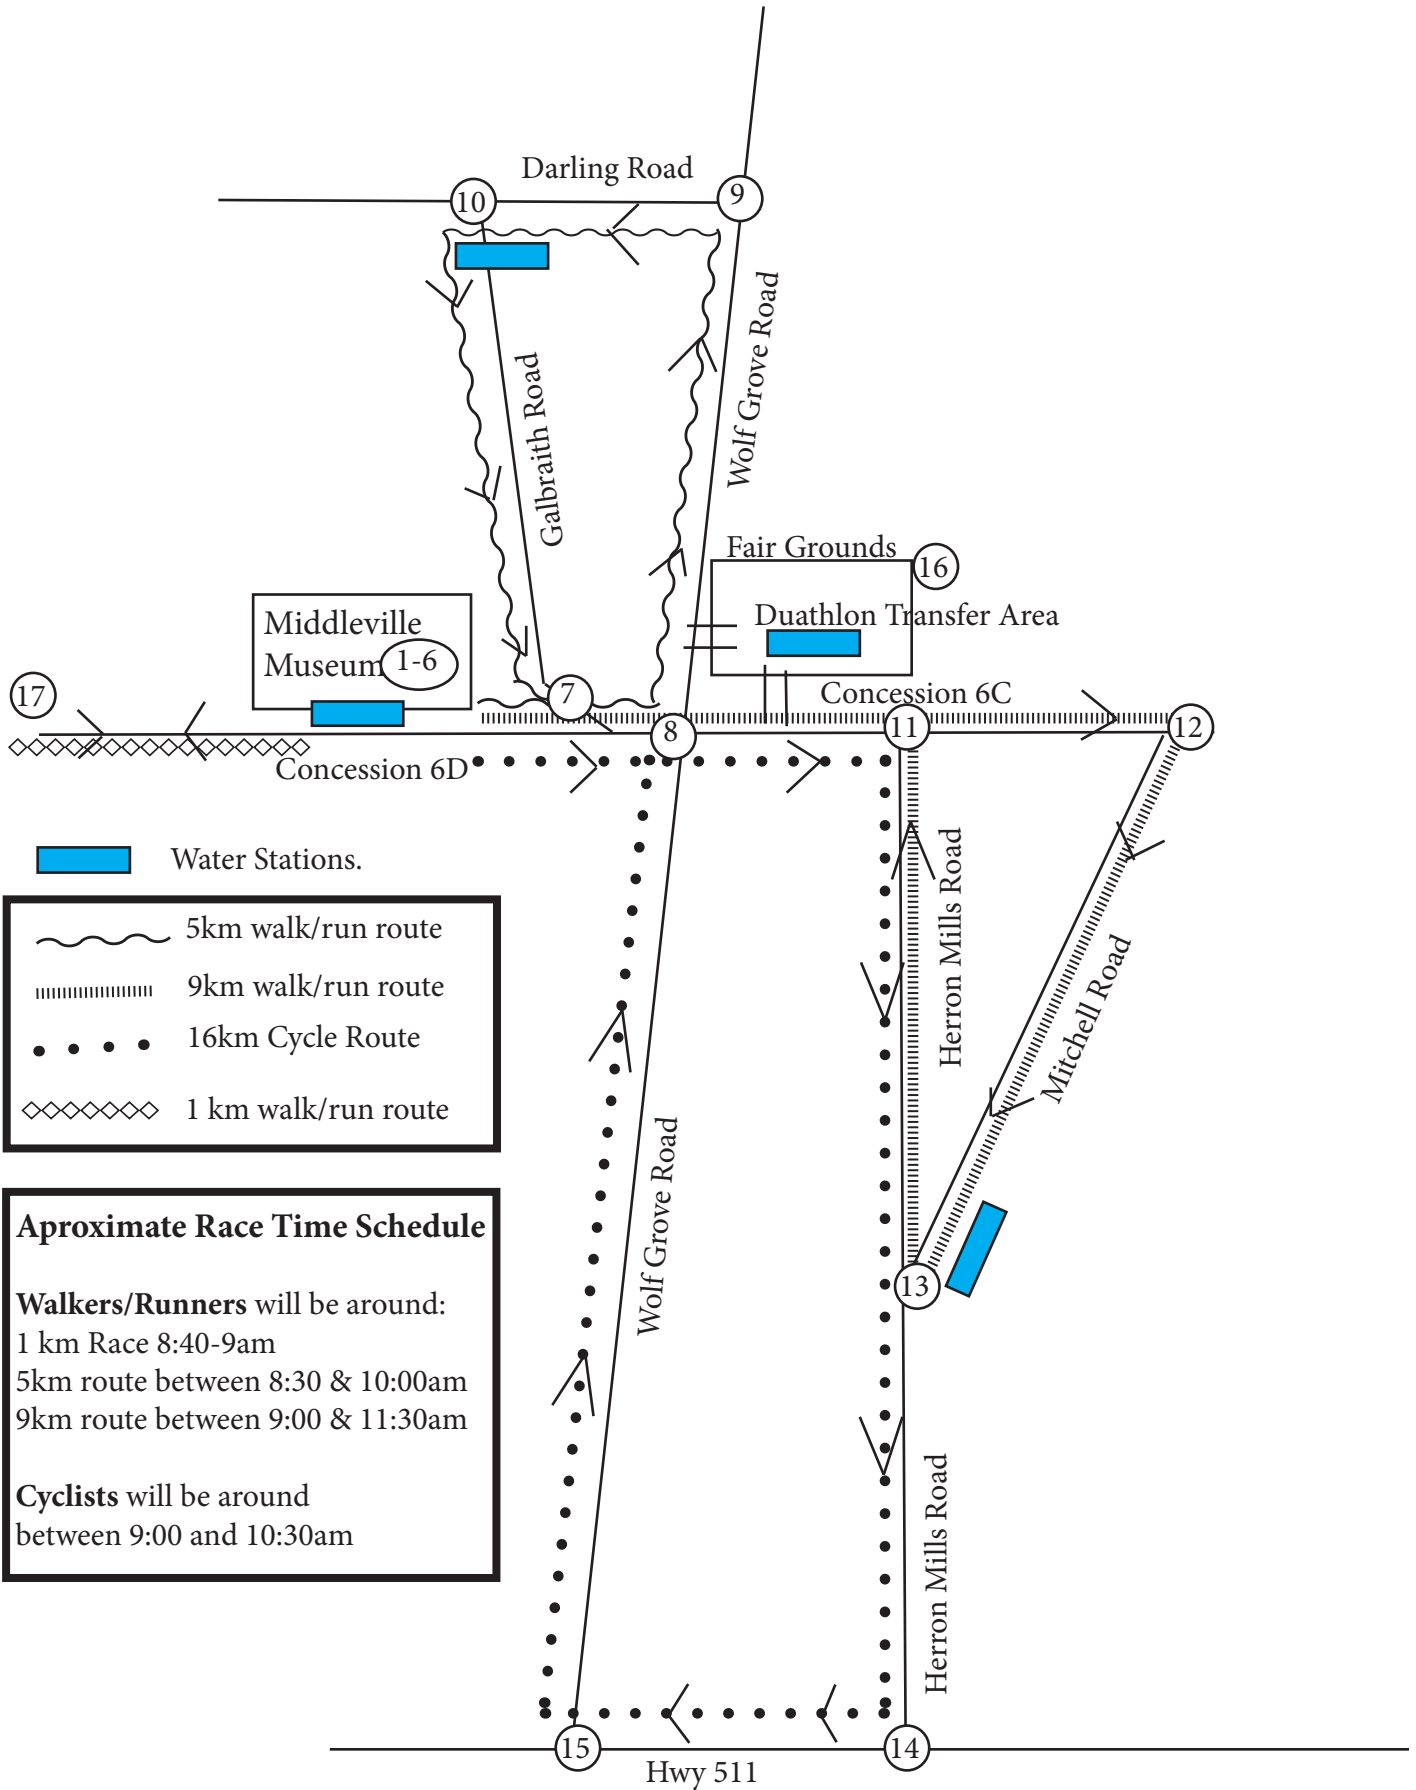 Darling Road
10
9
Wolf Grove Road
Galbraith Road
Fair Grounds
16
Duathlon Transfer Area
Middleville
Museum
1-6
17
7
Concession 6C
8
11
12
Concession 6D
Water Stations.
Herron Mills Road
Mitchell Road
5km walk/run route
9km walk/run route
16km Cycle Route
1 km walk/run route
Wolf Grove Road
Aproximate Race Time Schedule
Walkers/Runners will be around:
1 km Race 8:40-9am
5km route between 8:30 & 10:00am
9km route between 9:00 & 11:30am
Cyclists will be around
between 9:00 and 10:30am
13
Herron Mills Road
15
14
Hwy 511